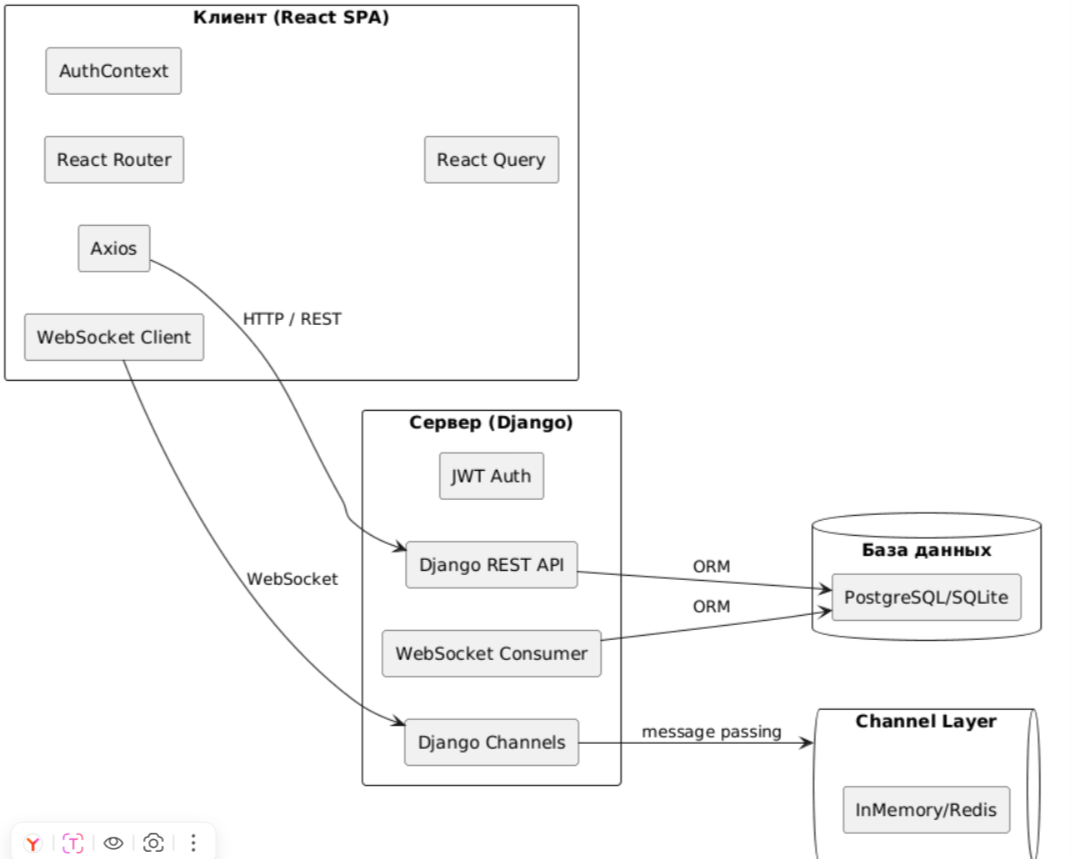 Клиент (React SPA)
AuthContext
React Router
React Query
Axios
HTTP / REST
WebSocket Client
Сервер (Django)
JWT Auth
Django REST API
ORM
База данных
PostgreSQL/SQLite
WebSocket
ORM
WebSocket Consumer
Django Channels
message passing
Channel Layer
InMemory/Redis
Y
T